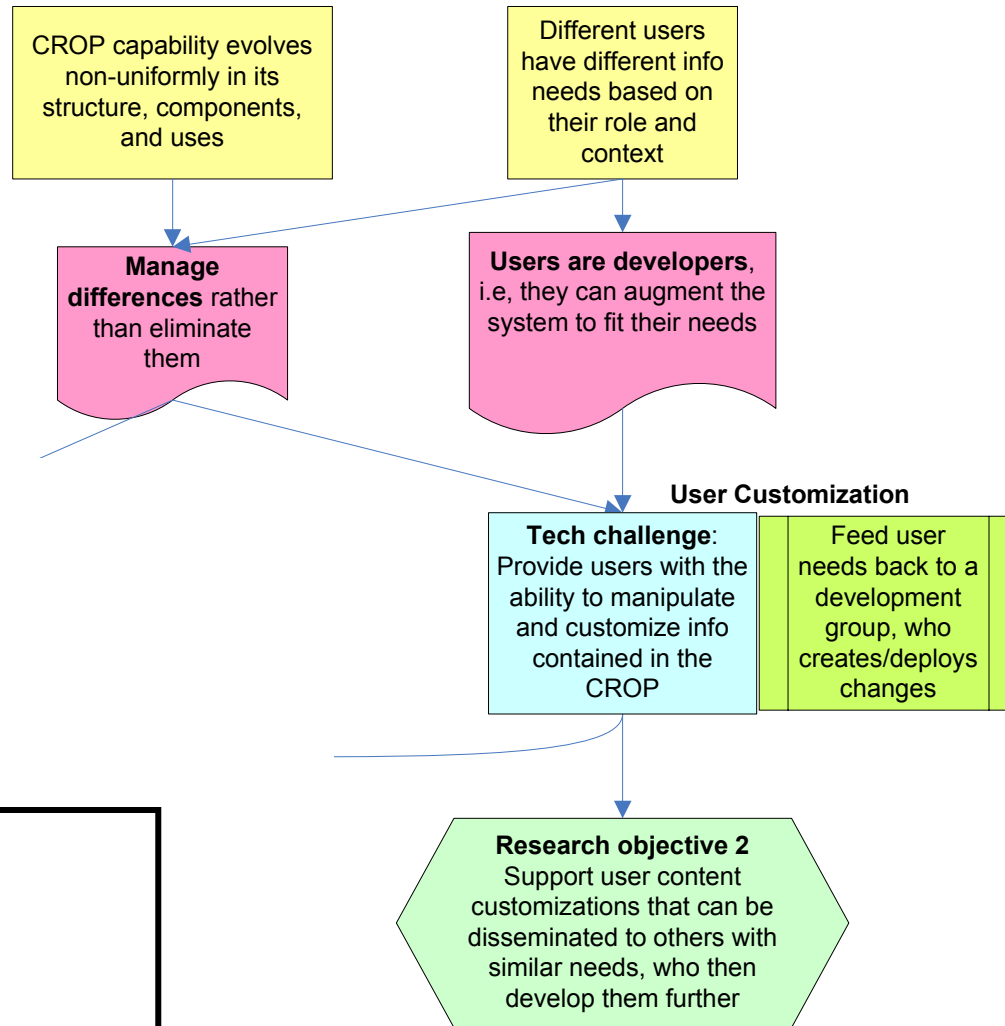 CROP capability evolves
non-uniformly in its
structure, components,
and uses
Different users
have different info
needs based on
their role and
context
Manage
differences rather
than eliminate
them
Users are developers,
i.e, they can augment the
system to fit their needs
User Customization
Tech challenge:
Provide users with the
ability to manipulate
and customize info
contained in the
CROP
Feed user
needs back to a
development
group, who
creates/deploys
changes
Research objective 2
Support user content
customizations that can be
disseminated to others with
similar needs, who then
develop them further